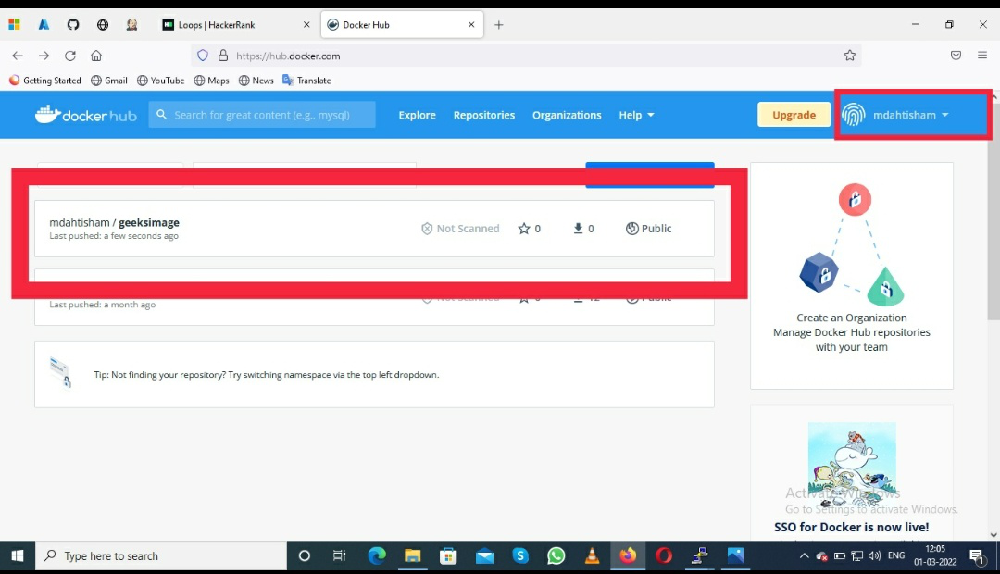 Loops | HackerRank
Docker Hub
https://hub.docker.com
Getting Started
Gmail
YouTube
Maps
News
Translate
docker hub
Search for great content (e.g., mysql)
Explore
Repositories
Organizations
Help
Upgrade
mdahtisham
mdahtisham / geeksimage
Last pushed: a few seconds ago
Not Scanned
0
0
Public
Last pushed: a month ago
Not Scanned
Public
Tip: Not finding your repository? Try switching namespace via the top left dropdown.
Create an Organization
Manage Docker Hub repositories
with your team
Activate Windows
Go to Settings to activate Windows.
SSO for Docker is now live!
Type here to search
ENG
12:05
01-03-2022
1